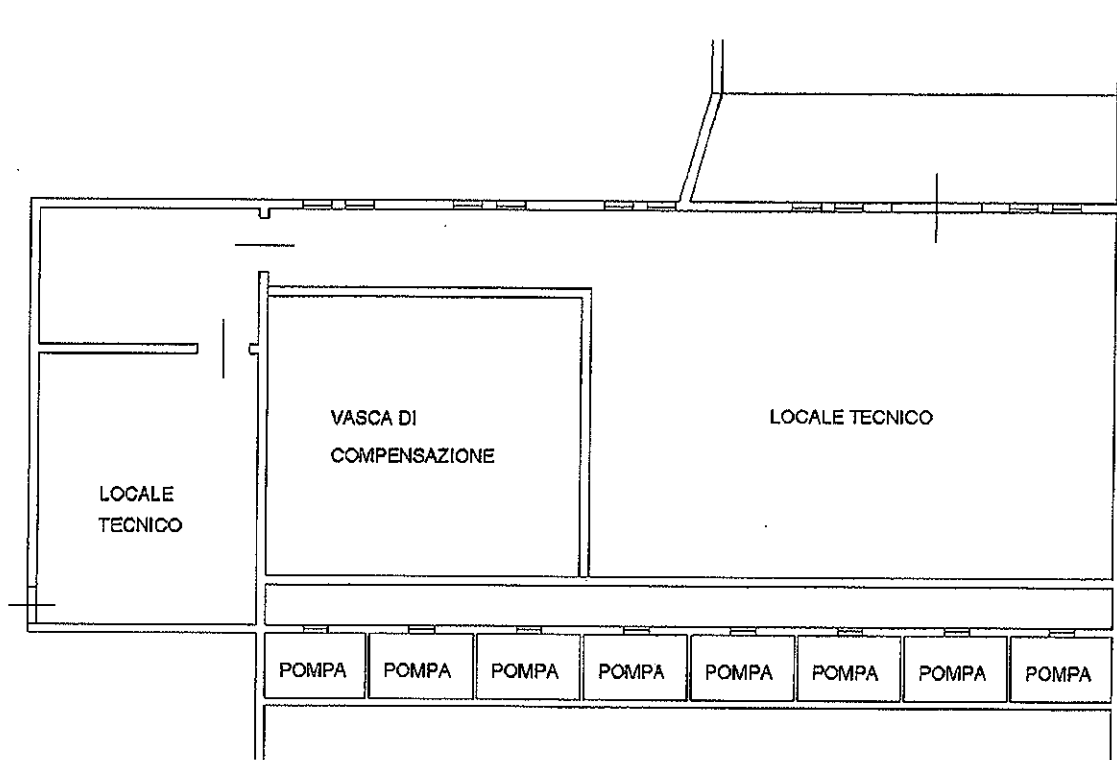 VASCA DI
COMPENSAZIONE
LOCALE TECNICO
LOCALE
TECNICO
POMPA POMPA POMPA POMPA POMPA POMPA POMPA POMPA